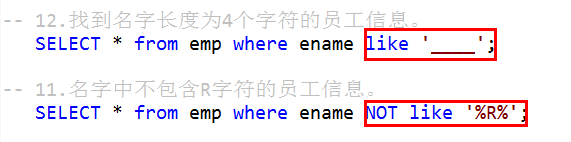 -- 12.找到名字长度为4个字符的员工信息。
SELECT * from emp where ename like '____';
-- 11.名字中不包含R字符的员工信息。
SELECT * from emp where ename NOT like '%R%';